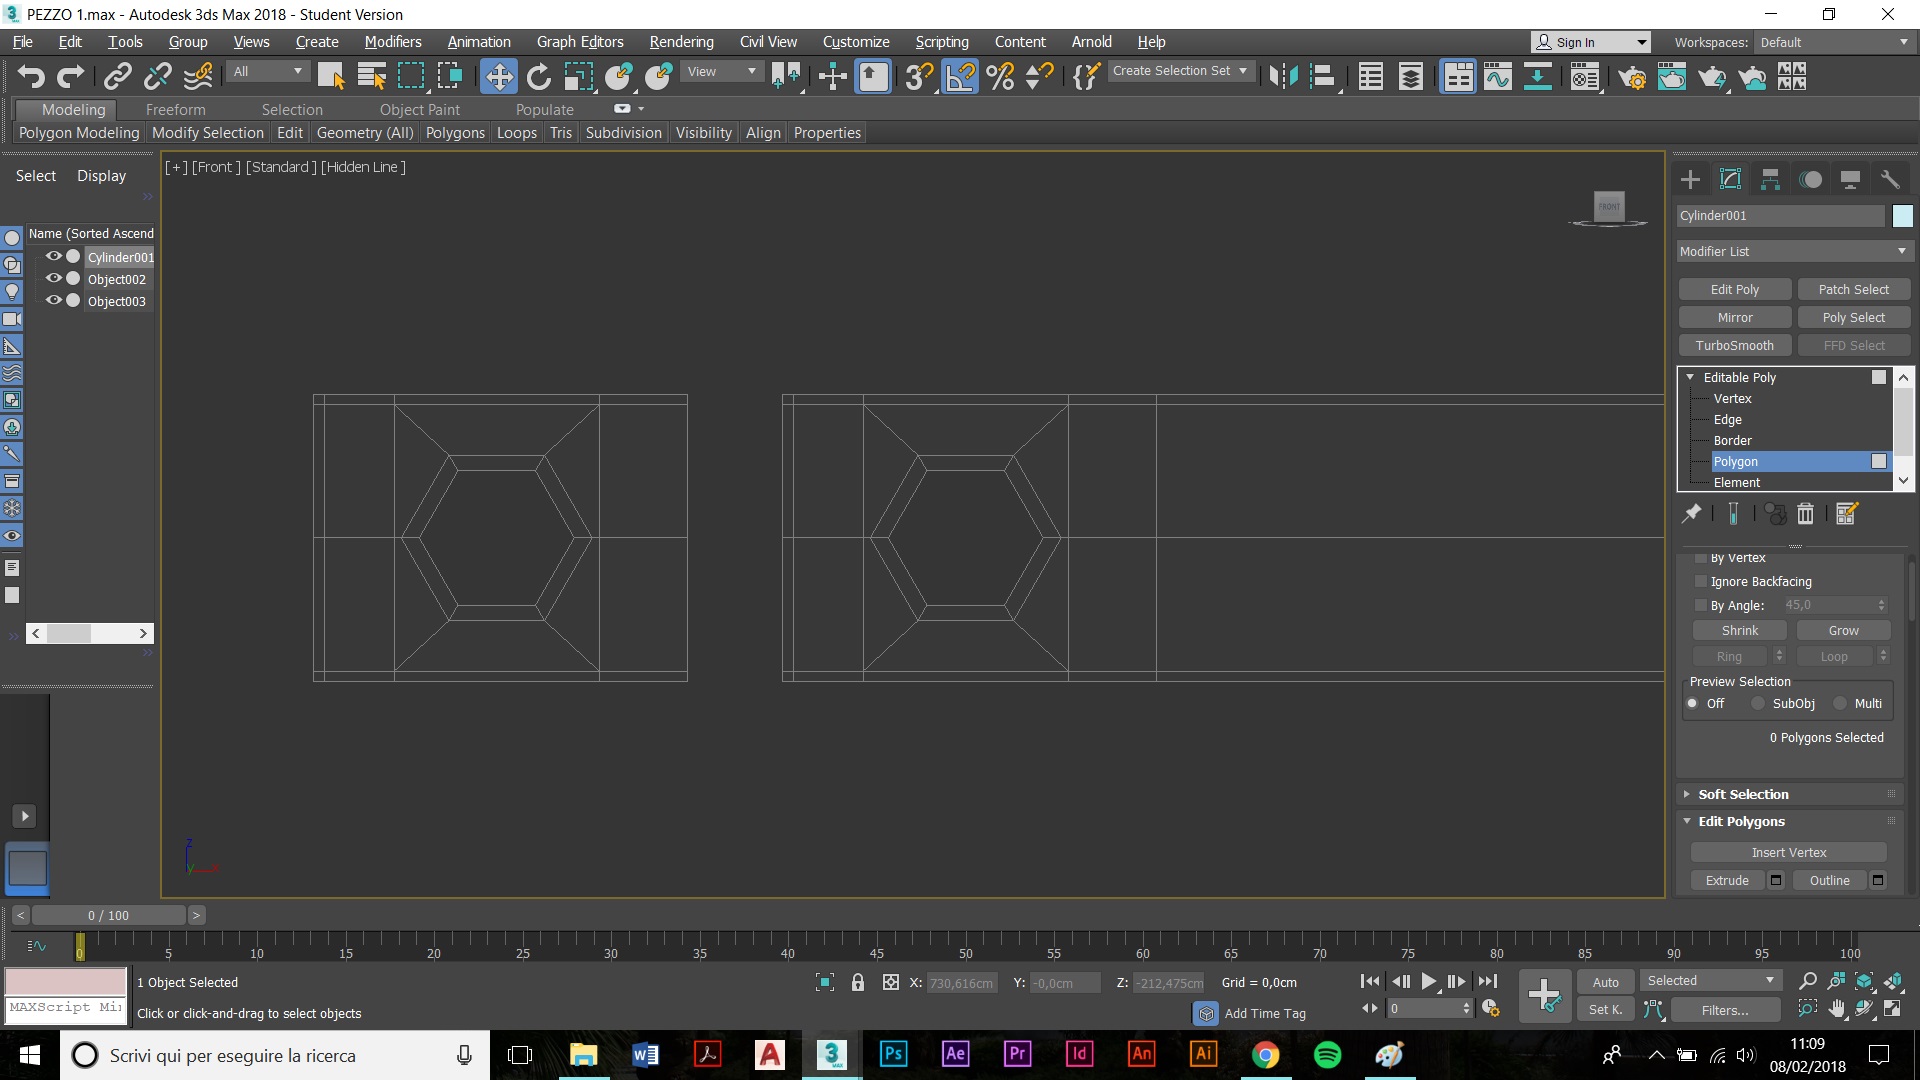 PEZZO 1.max - Autodesk 3ds Max 2018 - Student Version
File Edit Tools Group Views Create Modifiers Animation Graph Editors Rendering Civil View Customize Scripting Content Arnold Help Sign In Workspaces: Default
All View Create Selection Set
Modeling Freeform Selection Object Paint Populate
Polygon Modeling Modify Selection Edit Geometry (All) Polygons Loops Tris Subdivision Visibility Align Properties
Select Display
Name (Sorted Ascend
Cylinder001
Object002
Object003
[+] [Front ] [Standard ] [Hidden Line ]
FRONT
z
Cylinder001
Modifier List
Edit Poly Patch Select
Mirror Poly Select
TurboSmooth FFD Select
Editable Poly
Vertex
Edge
Border
Polygon
Element
By Vertex
Ignore Backfacing
By Angle: 45,0
Shrink Grow
Ring Loop
Preview Selection
Off SubObj Multi
0 Polygons Selected
Soft Selection
Edit Polygons
Insert Vertex
Extrude Outline
< 0 / 100 >
0 5 10 15 20 25 30 35 40 45 50 55 60 65 70 75 80 85 90 95 100
1 Object Selected X: 730,616cm Y: -0,0cm Z: -212,475cm Grid = 0,0cm Auto Selected
MAXScript Mi
Click or click-and-drag to select objects Add Time Tag 0 Set K. Filters...
Scrivi qui per eseguire la ricerca
3 MAX Ps Ae Pr Id An Ai
11:09
08/02/2018